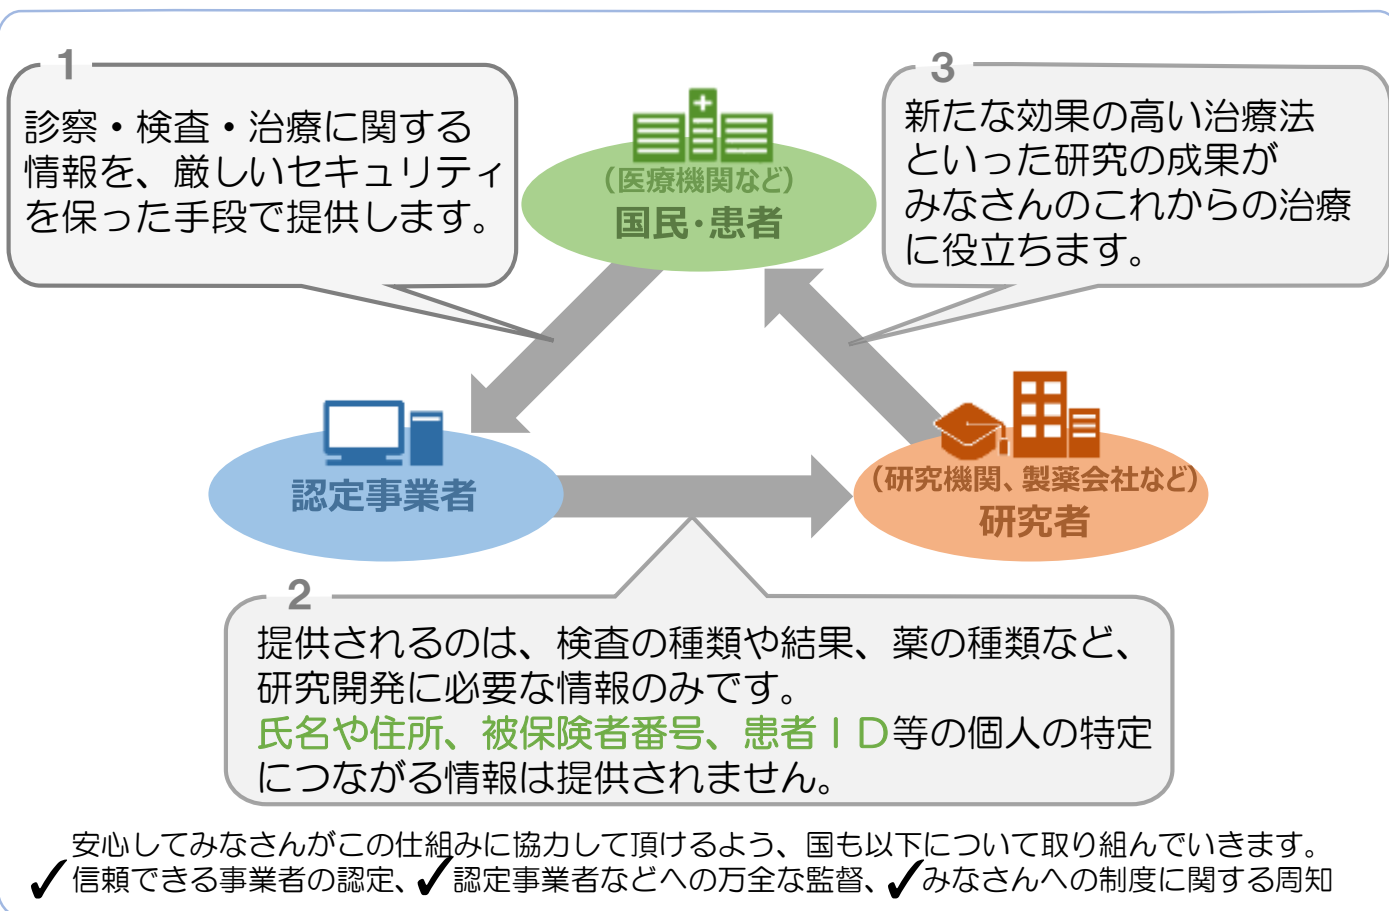 1
診察・検査・治療に関する
情報を、厳しいセキュリティ
を保った手段で提供します。
(医療機関など)
国民・患者
3
新たな効果の高い治療法
といった研究の成果が
みなさんのこれからの治療
に役立ちます。
認定事業者
(研究機関、製薬会社など)
研究者
2
提供されるのは、検査の種類や結果、薬の種類など、
研究開発に必要な情報のみです。
氏名や住所、被保険者番号、患者ID等の個人の特定
につながる情報は提供されません。
安心してみなさんがこの仕組みに協力して頂けるよう、国も以下について取り組んでいきます。
✓信頼できる事業者の認定、✓認定事業者などへの万全な監督、✓みなさんへの制度に関する周知